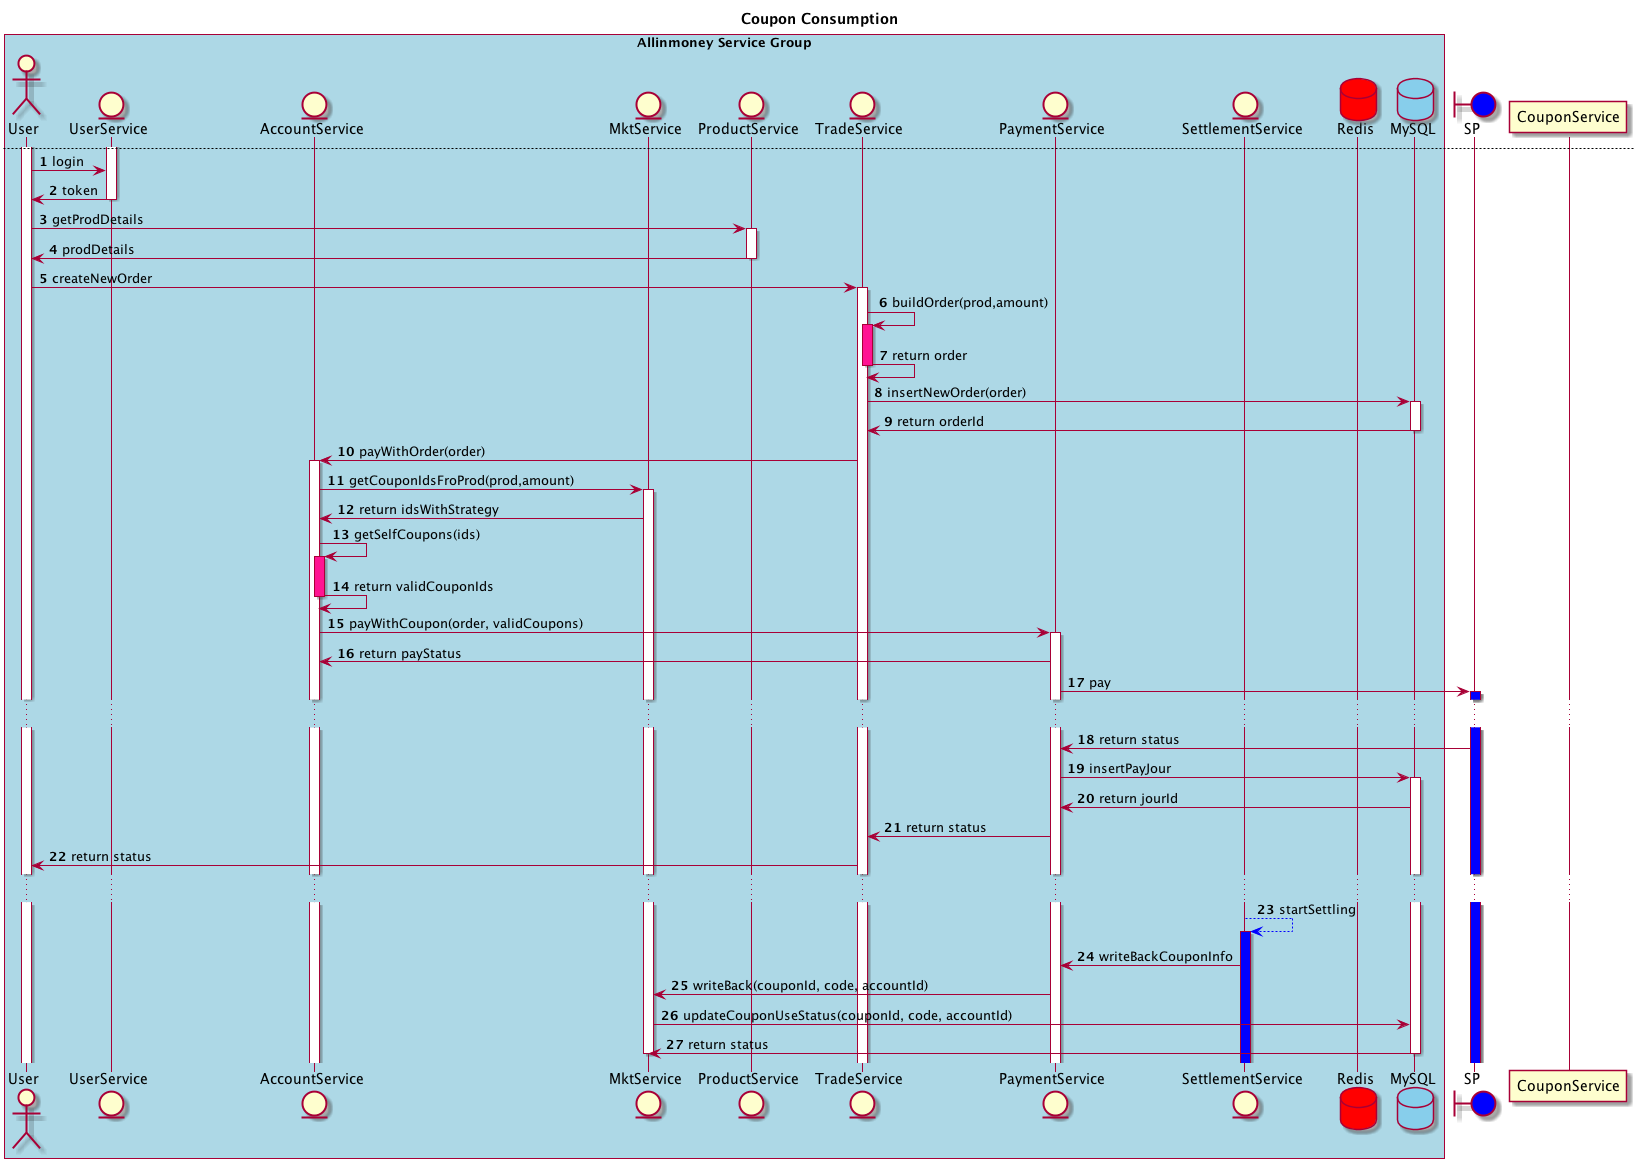 Coupon Consumption
Allinmoney Service Group
User UserService AccountService MktService ProductService TradeService PaymentService SettlementService Redis MySQL SP CouponService
1 login
2 token
3 getProdDetails
4 prodDetails
5 createNewOrder
6 buildOrder(prod,amount)
7 return order
8 insertNewOrder(order)
9 return orderId
10 payWithOrder(order)
11 getCouponIdsFroProd(prod,amount)
12 return idsWithStrategy
13 getSelfCoupons(ids)
14 return validCouponIds
15 payWithCoupon(order, validCoupons)
16 return payStatus
17 pay
18 return status
19 insertPayJour
20 return jourId
21 return status
22 return status
23 startSettling
24 writeBackCouponInfo
25 writeBack(couponId, code, accountId)
26 updateCouponUseStatus(couponId, code, accountId)
27 return status
User UserService AccountService MktService ProductService TradeService PaymentService SettlementService Redis MySQL SP CouponService